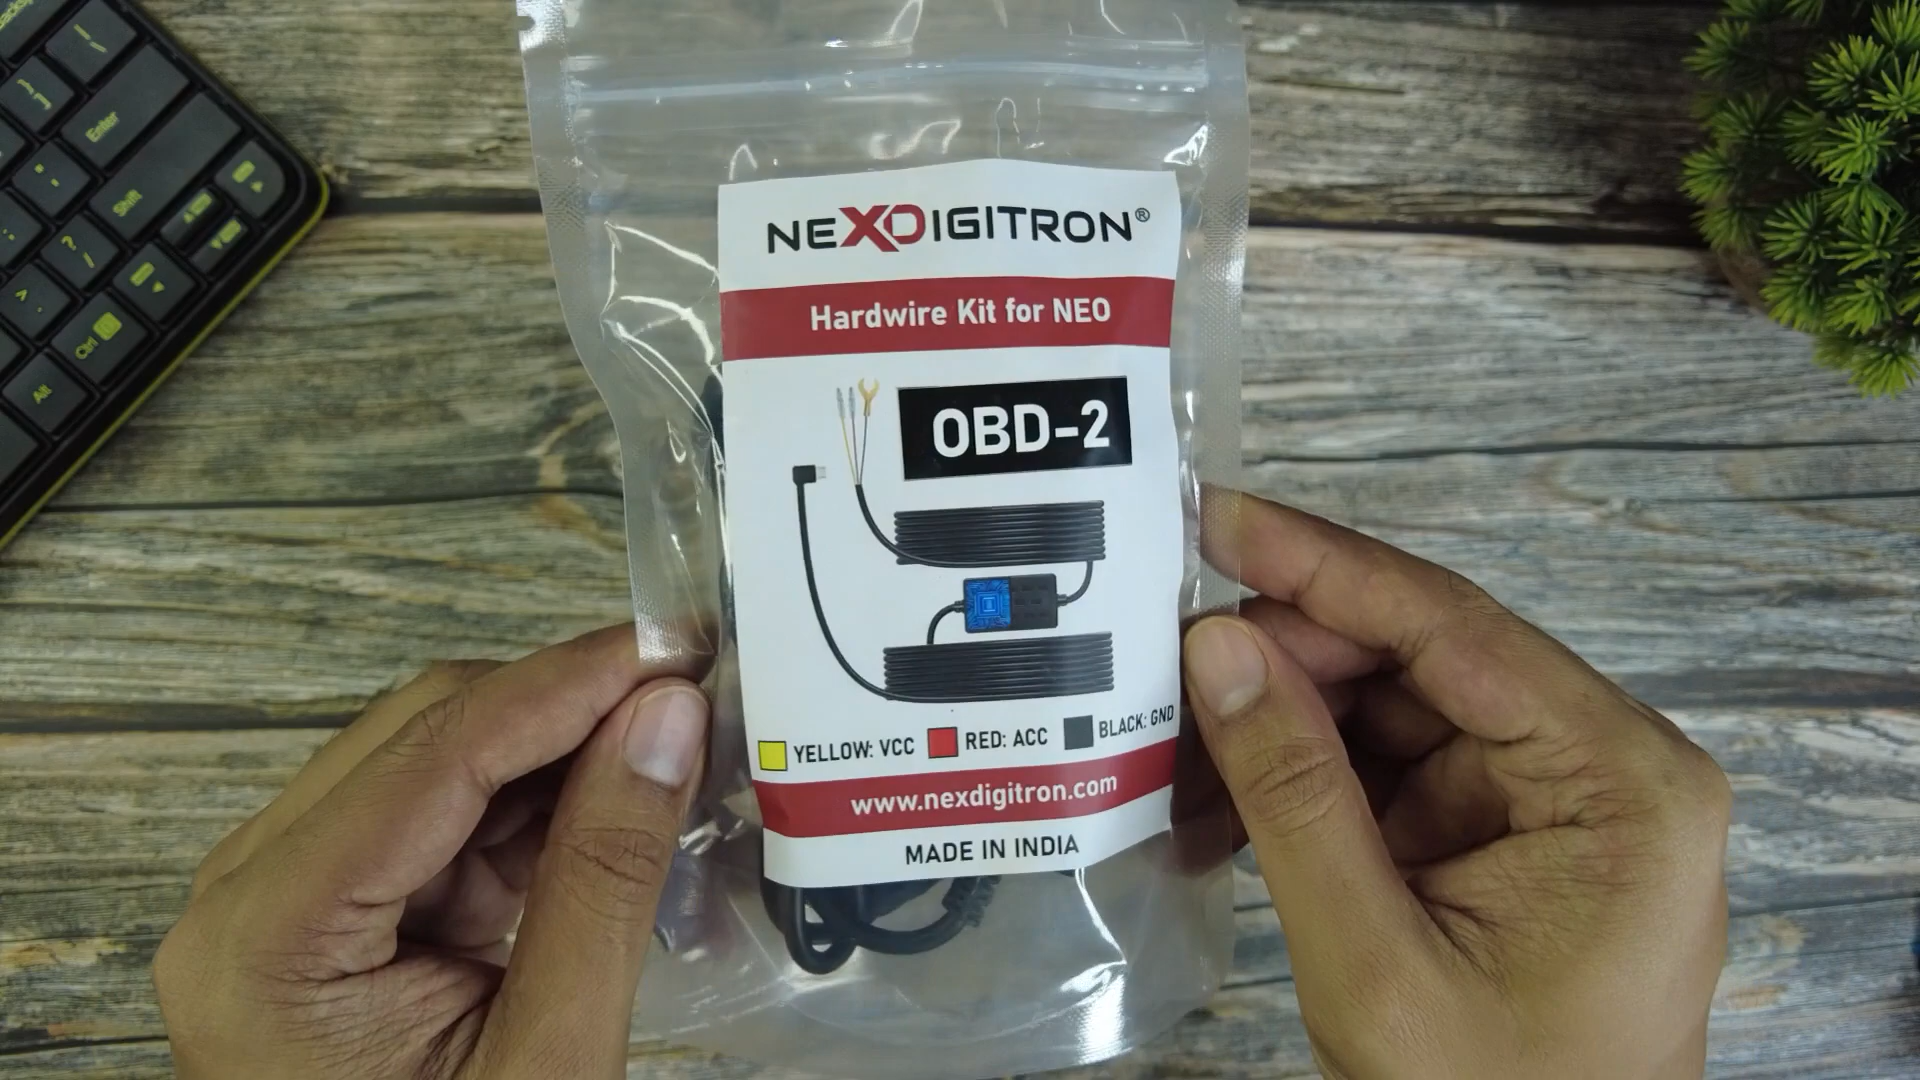 NEXDIGITRON®
Hardwire Kit for NEO
OBD-2
YELLOW: VCC RED: ACC BLACK: GND
www.nexdigitron.com
MADE IN INDIA
Enter
Shift
Ctrl
Alt